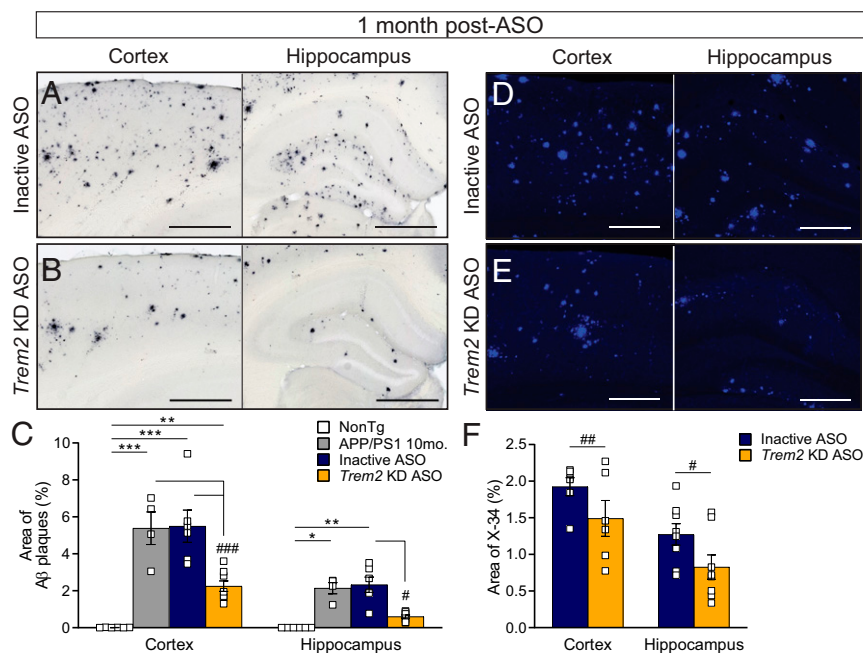 1 month post-ASO
Cortex Hippocampus Cortex Hippocampus
Inactive ASO
A
D
Inactive ASO
Trem2 KD ASO
B
E
Trem2 KD ASO
C
NonTg
APP/PS1 10mo.
Inactive ASO
Trem2 KD ASO
Area of
Aβ plaques (%)
10
8
6
4
2
0
***
***
**
###
*
**
#
Cortex
Hippocampus
F
Inactive ASO
Trem2 KD ASO
Area of X-34 (%)
2.5
2.0
1.5
1.0
0.5
0.0
##
#
Cortex
Hippocampus